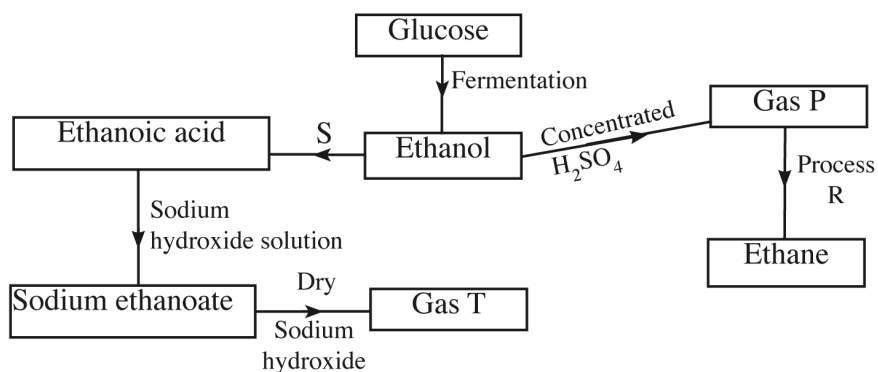 Glucose
Fermentation
Ethanoic acid
S
Ethanol
Concentrated
H₂SO₄
Gas P
Process
R
Ethane
Sodium
hydroxide solution
Sodium ethanoate
Dry
Sodium
hydroxide
Gas T